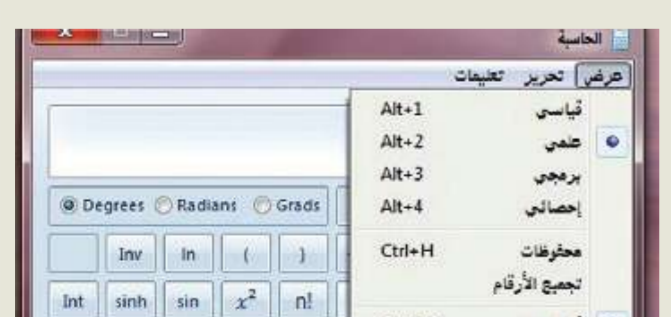 الحاسبة
عرض تحرير تعليمات
قياسي Alt+1
علمي Alt+2
برمجي Alt+3
إحصائي Alt+4
محفوظات Ctrl+H
تجميع الأرقام
Degrees Radians Grads
Inv ln ( )
Int sinh sin x² n!